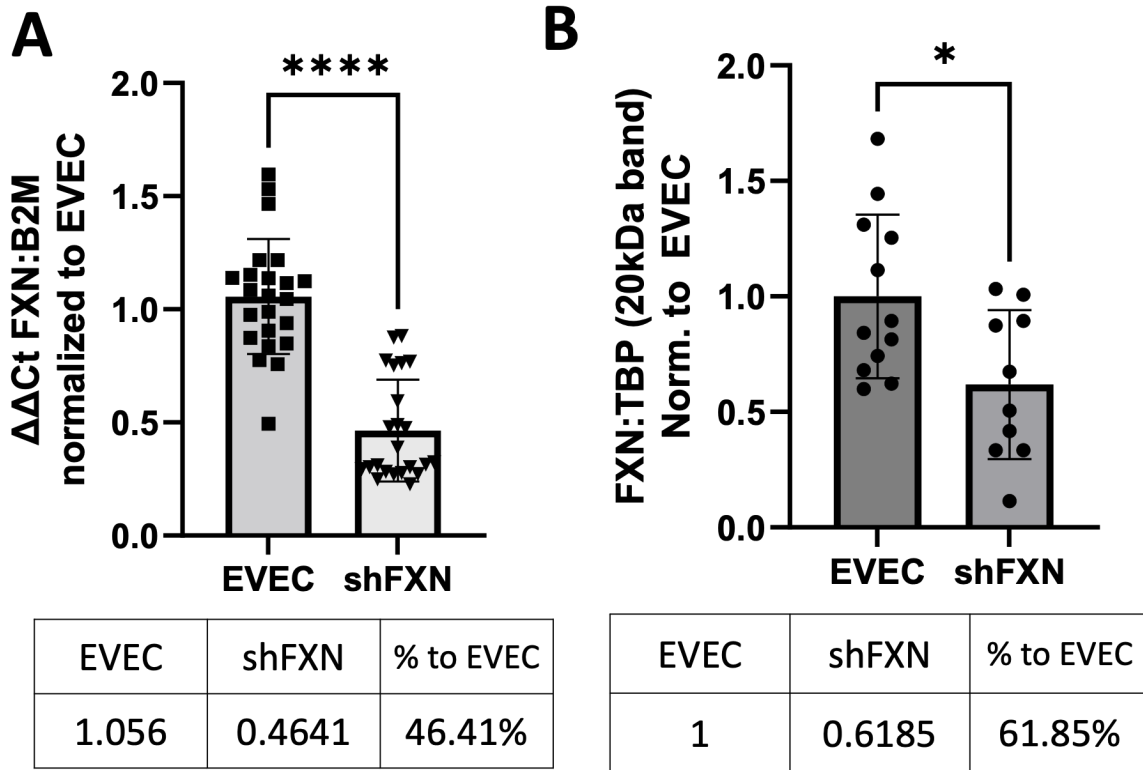 A
ΔΔCt FXN:B2M
normalized to EVEC
2.0
1.5
1.0
0.5
0.0
****
EVEC shFXN
EVEC shFXN % to EVEC
1.056 0.4641 46.41%
B
FXN:TBP (20kDa band)
Norm. to EVEC
2.0
1.5
1.0
0.5
0.0
*
EVEC shFXN
EVEC shFXN % to EVEC
1 0.6185 61.85%